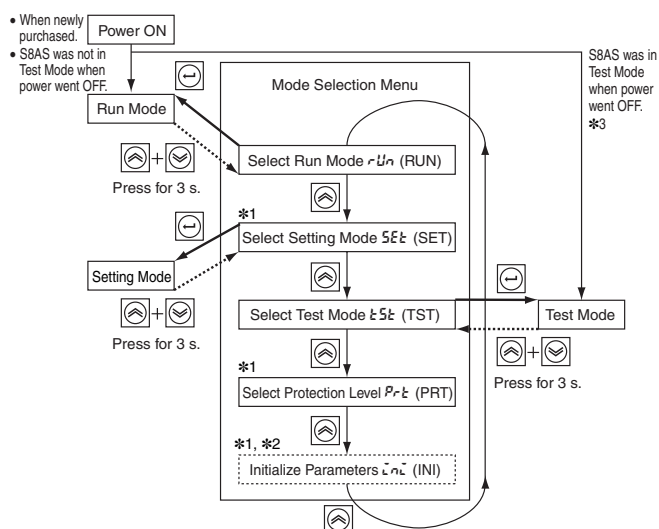 • When newly
purchased.
Power ON
• S8AS was not in
Test Mode when
power went OFF.
S8AS was in
Test Mode
when power
went OFF.
✱3
Mode Selection Menu
Run Mode
Select Run Mode rUn (RUN)
+
Press for 3 s.
✱1
Select Setting Mode SEt (SET)
Setting Mode
+
Press for 3 s.
Select Test Mode tSt (TST)
Test Mode
+
Press for 3 s.
✱1
Select Protection Level Prt (PRT)
✱1, ✱2
Initialize Parameters ini (INI)